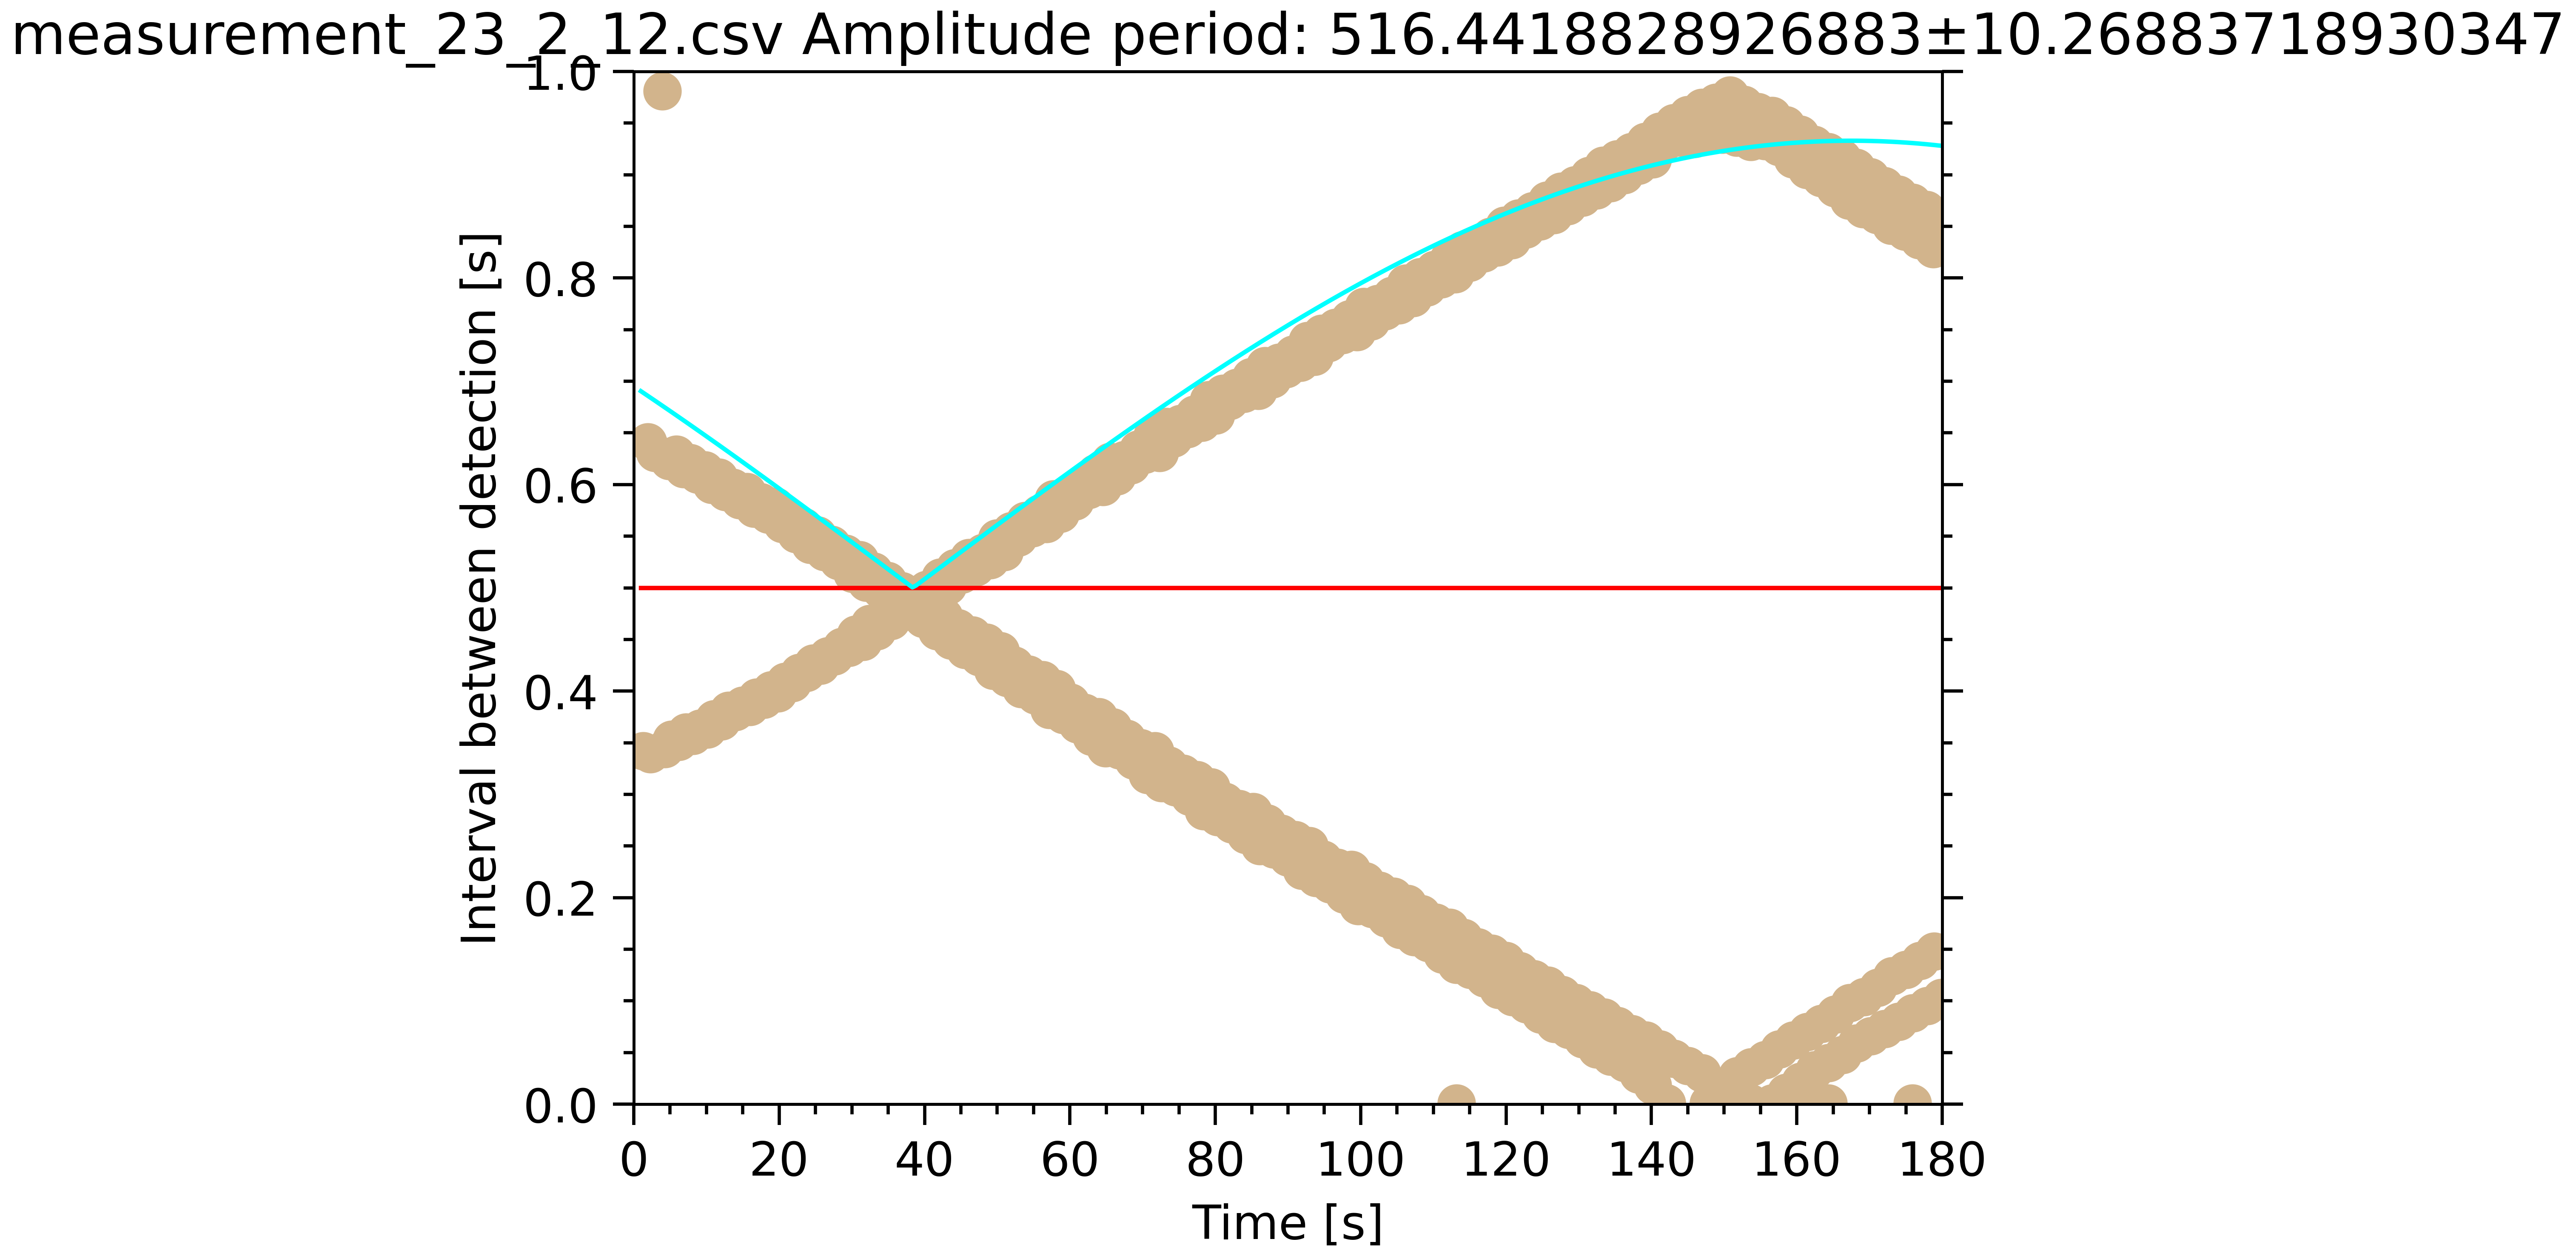 measurement_23_2_12.csv Amplitude period: 516.4418828926883±10.26883718930347
1.0
0.8
0.6
0.4
0.2
0.0
Interval between detection [s]
0 20 40 60 80 100 120 140 160 180
Time [s]